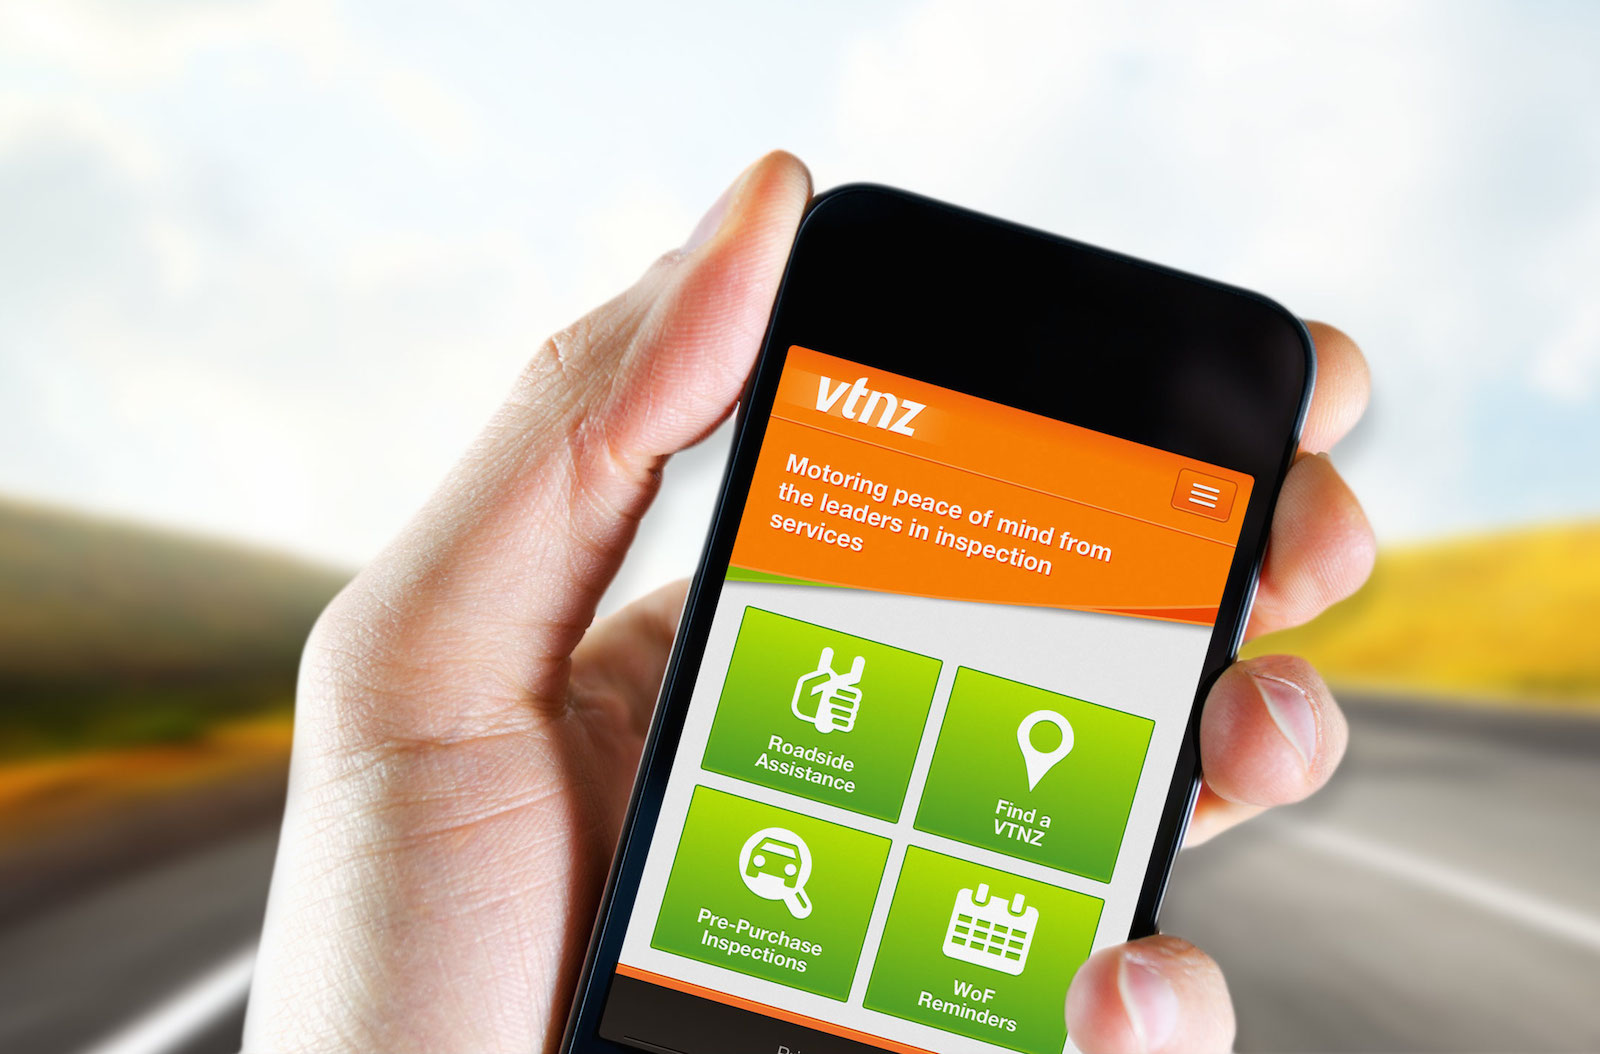 vtnz
Motoring peace of mind from
the leaders in inspection
services
Roadside
Assistance
Find a
VTNZ
Pre-Purchase
Inspections
WoF
Reminders